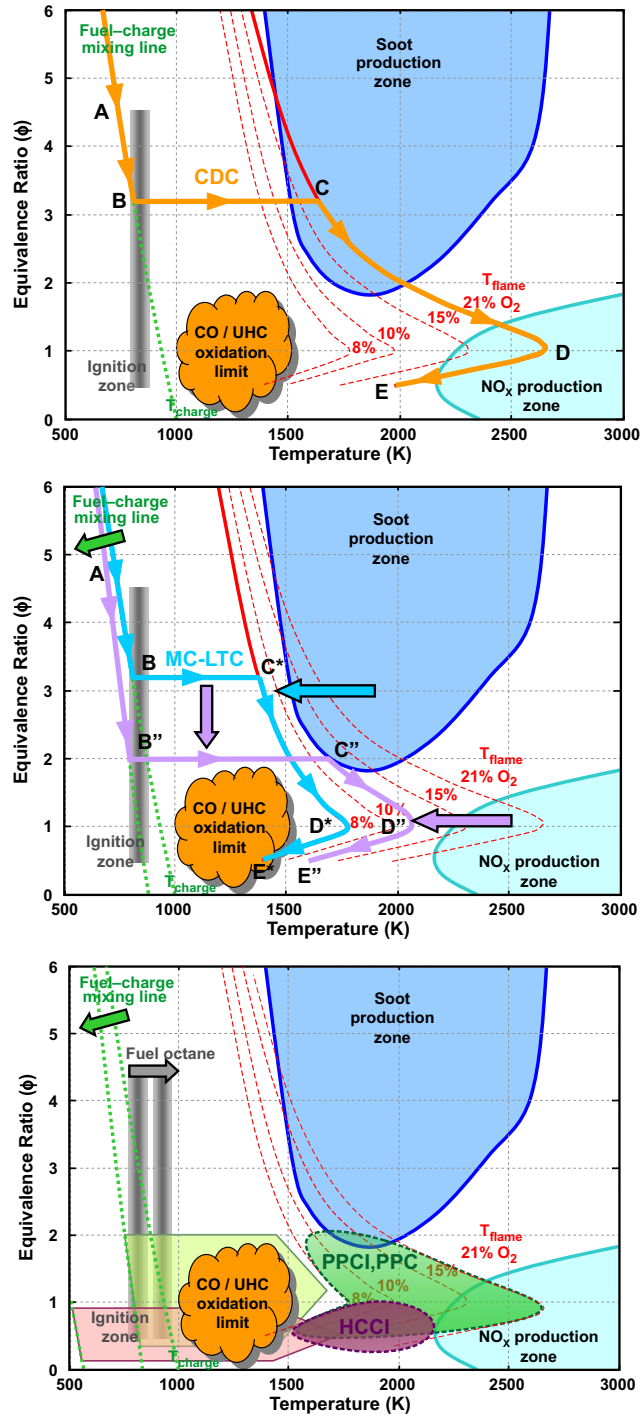 6
Fuel–charge
mixing line
Soot
production
zone
5
A
4
CDC
C
B
3
Equivalence Ratio (ϕ)
2
T_flame
21% O₂
15%
10%
8%
CO / UHC
oxidation
limit
1
D
Ignition
zone
E
NOₓ production
zone
T_charge
0
500
1000
1500
2000
2500
3000
Temperature (K)
6
Fuel–charge
mixing line
Soot
production
zone
5
A
4
B
MC-LTC
C*
3
Equivalence Ratio (ϕ)
B’’
C’’
2
T_flame
21% O₂
15%
10%
8%
CO / UHC
oxidation
limit
D*
D’’
1
Ignition
zone
E*
E’’
NOₓ production
zone
T_charge
0
500
1000
1500
2000
2500
3000
Temperature (K)
6
Fuel–charge
mixing line
Soot
production
zone
5
Fuel octane
4
3
Equivalence Ratio (ϕ)
2
T_flame
21% O₂
PPCI,PPC
15%
10%
8%
CO / UHC
oxidation
limit
1
Ignition
zone
HCCI
NOₓ production
zone
T_charge
0
500
1000
1500
2000
2500
3000
Temperature (K)